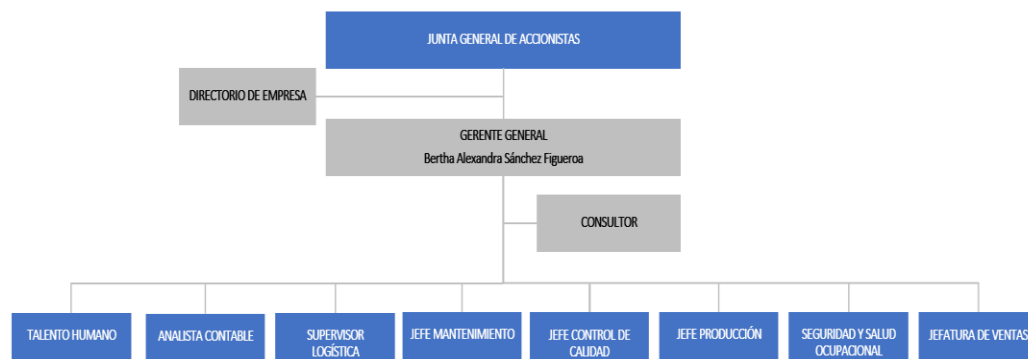 JUNTA GENERAL DE ACCIONISTAS
DIRECTORIO DE EMPRESA
GERENTE GENERAL
Bertha Alexandra Sánchez Figueroa
CONSULTOR
TALENTO HUMANO
ANALISTA CONTABLE
SUPERVISOR
LOGÍSTICA
JEFE MANTENIMIENTO
JEFE CONTROL DE
CALIDAD
JEFE PRODUCCIÓN
SEGURIDAD Y SALUD
OCUPACIONAL
JEFATURA DE VENTAS